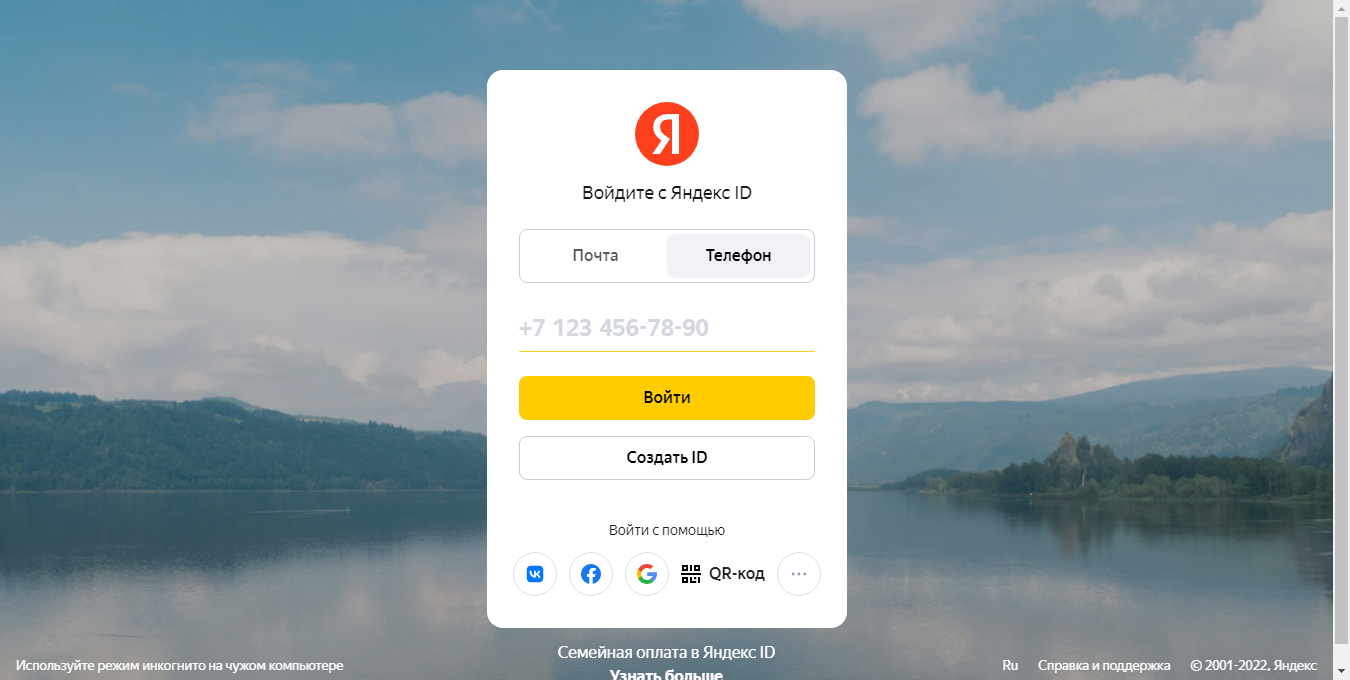 Я
Войдите с Яндекс ID
Почта
Телефон
+7 123 456-78-90
Войти
Создать ID
Войти с помощью
QR-код
Семейная оплата в Яндекс ID
Узнать больше
Используйте режим инкогнито на чужом компьютере
Ru
Справка и поддержка
© 2001-2022, Яндекс